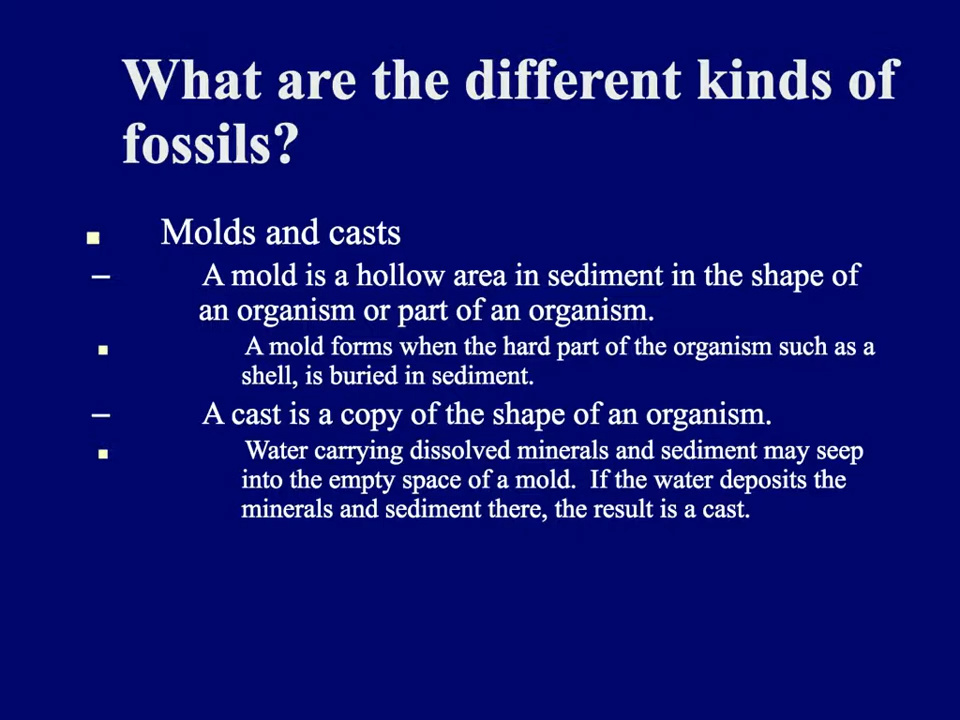 What are the different kinds of
fossils?
■ Molds and casts
– A mold is a hollow area in sediment in the shape of
an organism or part of an organism.
■ A mold forms when the hard part of the organism such as a
shell, is buried in sediment.
– A cast is a copy of the shape of an organism.
■ Water carrying dissolved minerals and sediment may seep
into the empty space of a mold.  If the water deposits the
minerals and sediment there, the result is a cast.